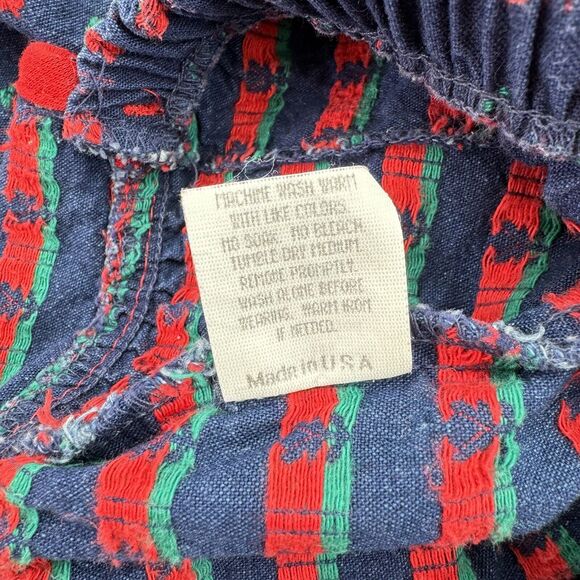 MACHINE WASH WARM
WITH LIKE COLORS.
NO SOAK. NO BLEACH.
TUMBLE DRY MEDIUM.
REMOVE PROMPTLY.
WASH ALONE BEFORE
WEARING. WARM IRON
IF NEEDED.
Made in U S A